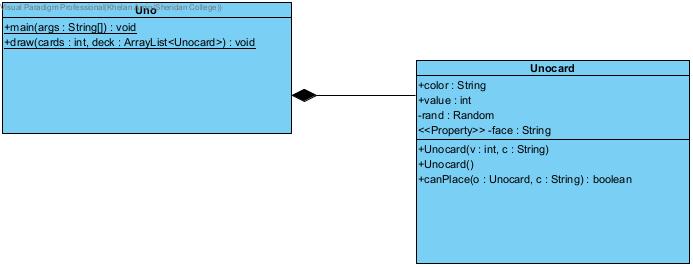 Visual Paradigm Professional(Khelan
(Sheridan College))
Uno
+main(args : String[]) : void
+draw(cards : int, deck : ArrayList<Unocard>) : void
Unocard
+color : String
+value : int
-rand : Random
<<Property>> -face : String
+Unocard(v : int, c : String)
+Unocard()
+canPlace(o : Unocard, c : String) : boolean